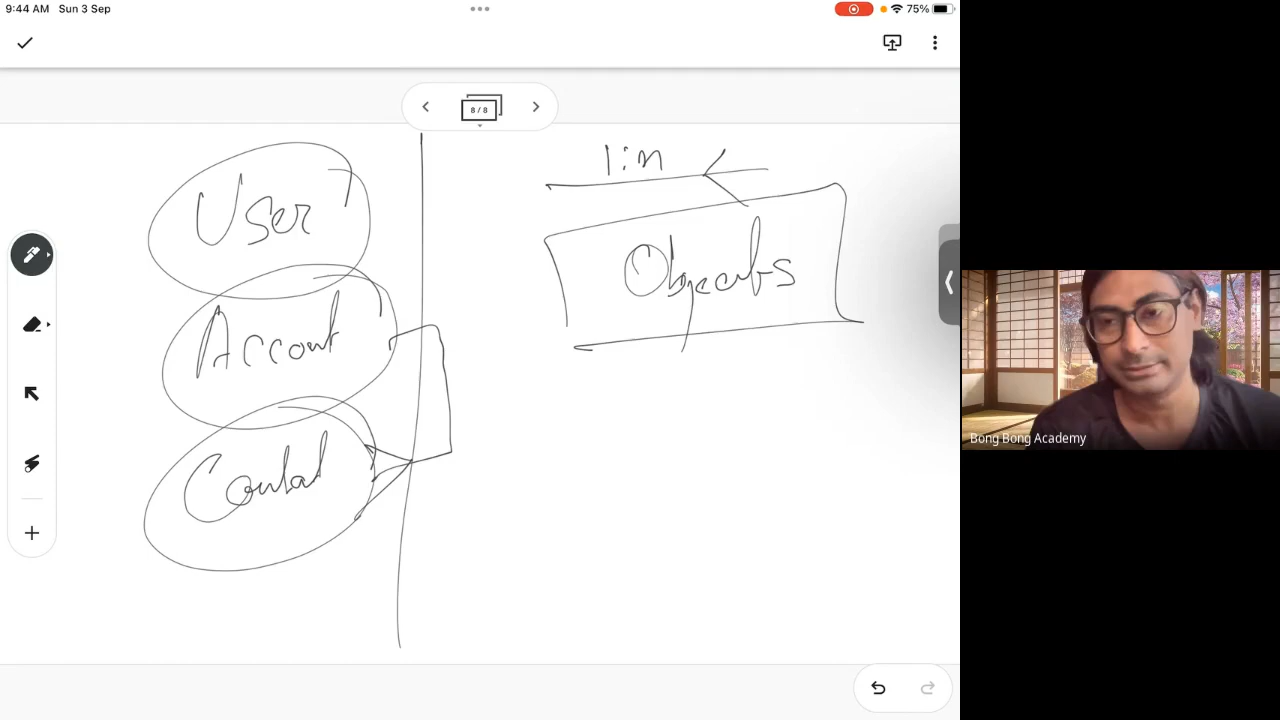 9:44 AM Sun 3 Sep
75%
8 / 8
1:n
User
Objects
Account
Contact
Bong Bong Academy